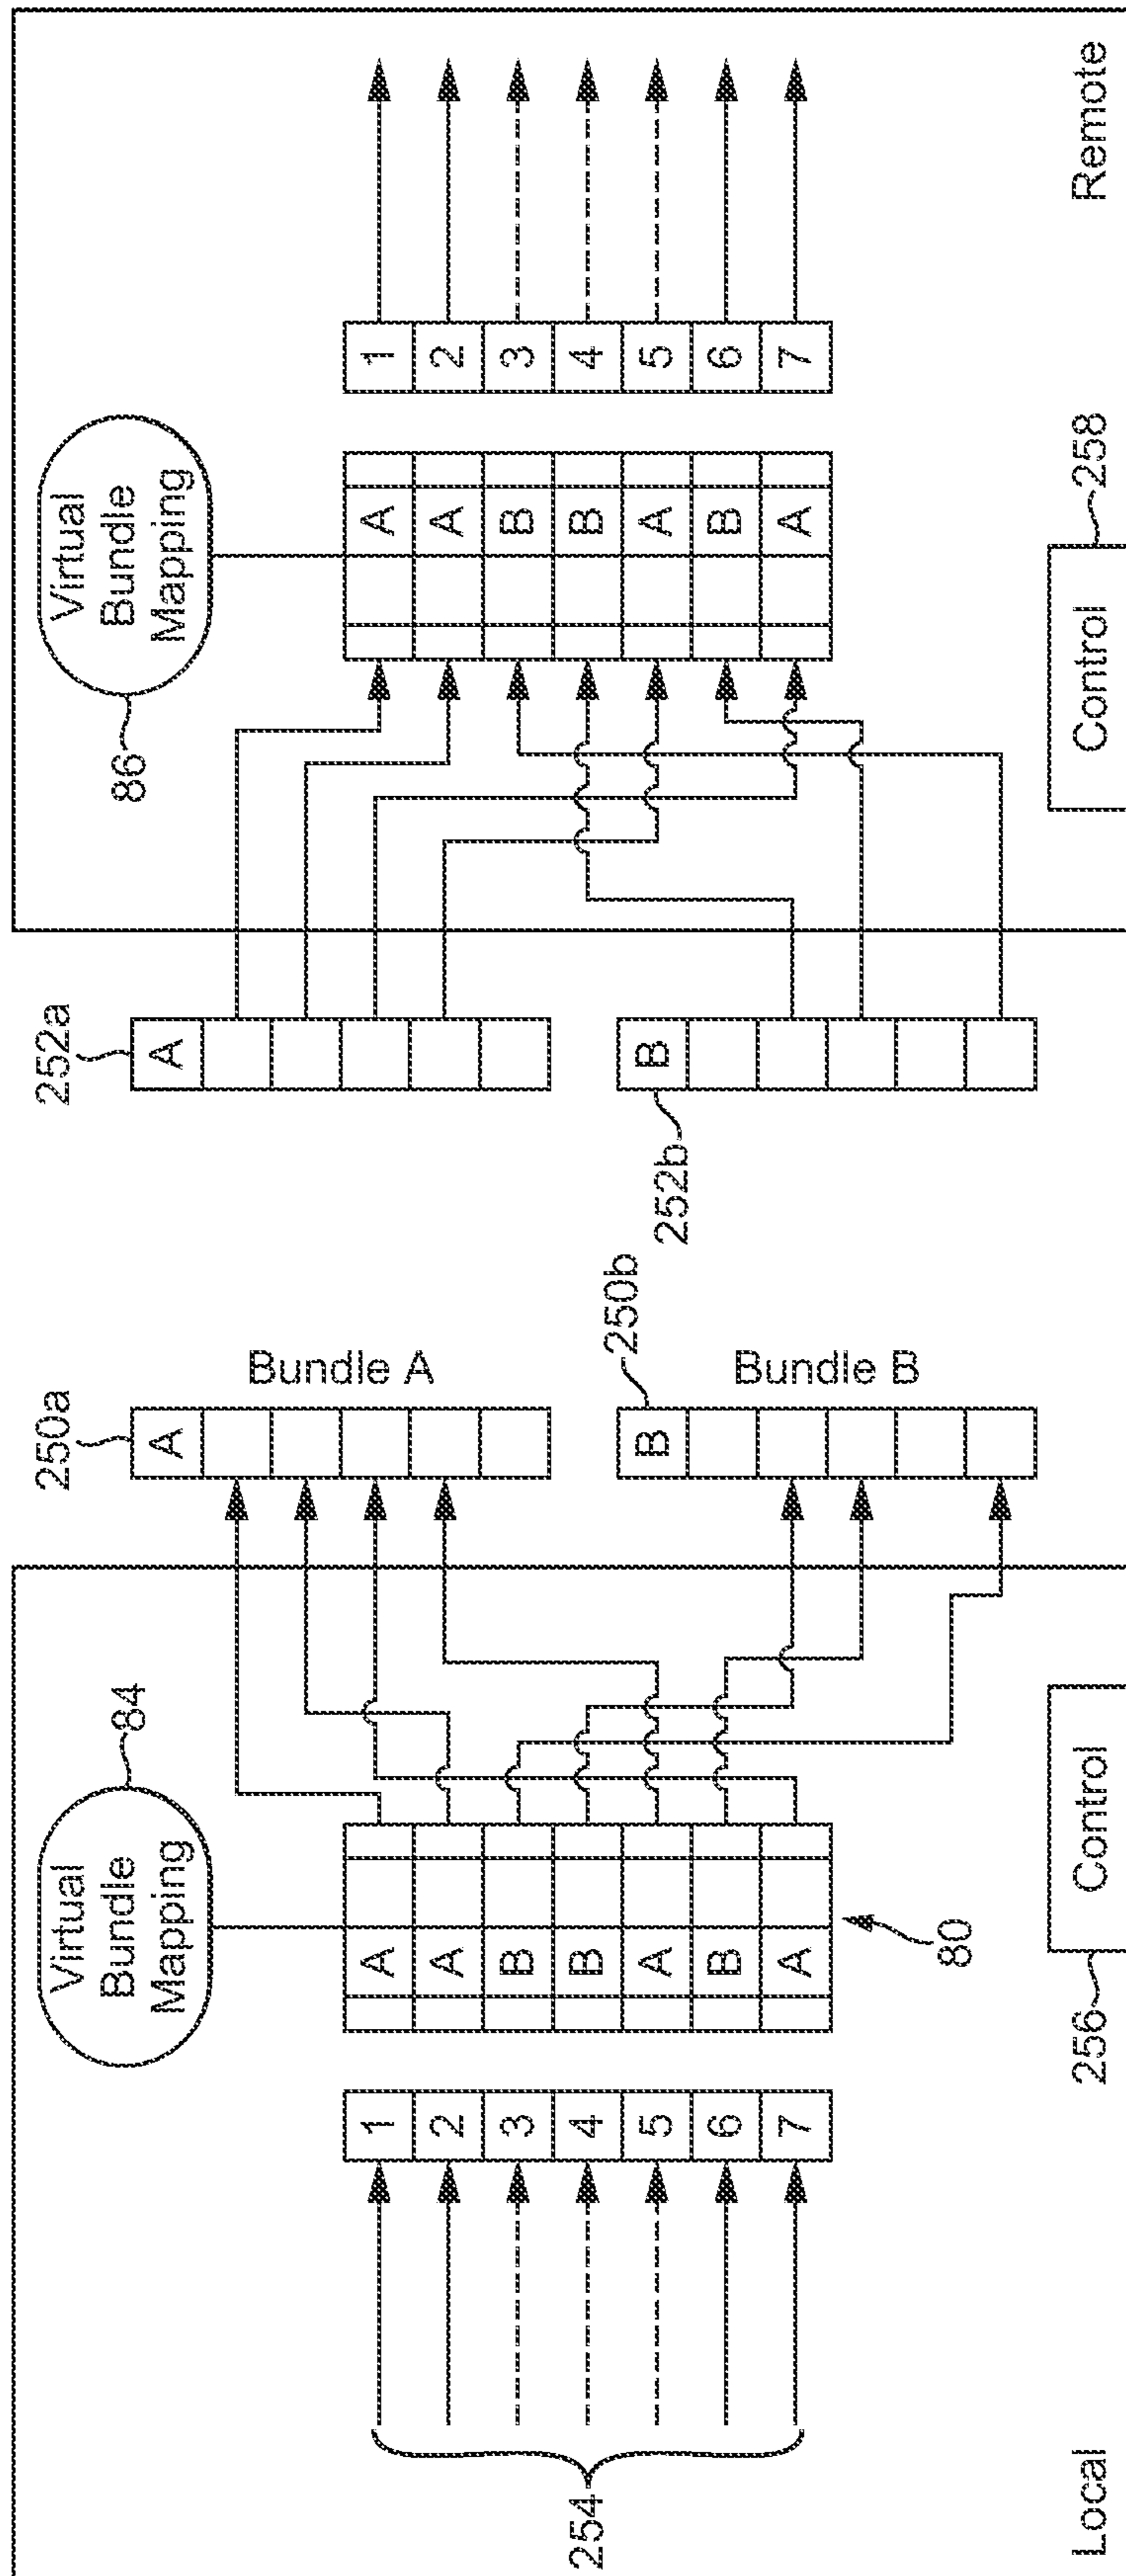 Virtual
Bundle
Mapping
84
250a
252a
86
Virtual
Bundle
Mapping
A
A
Bundle A
254
1
2
3
4
5
6
7
A
A
B
B
A
B
A
80
250b
B
Bundle B
B
252b
A
A
B
B
A
B
A
1
2
3
4
5
6
7
Local
256
Control
Control
258
Remote